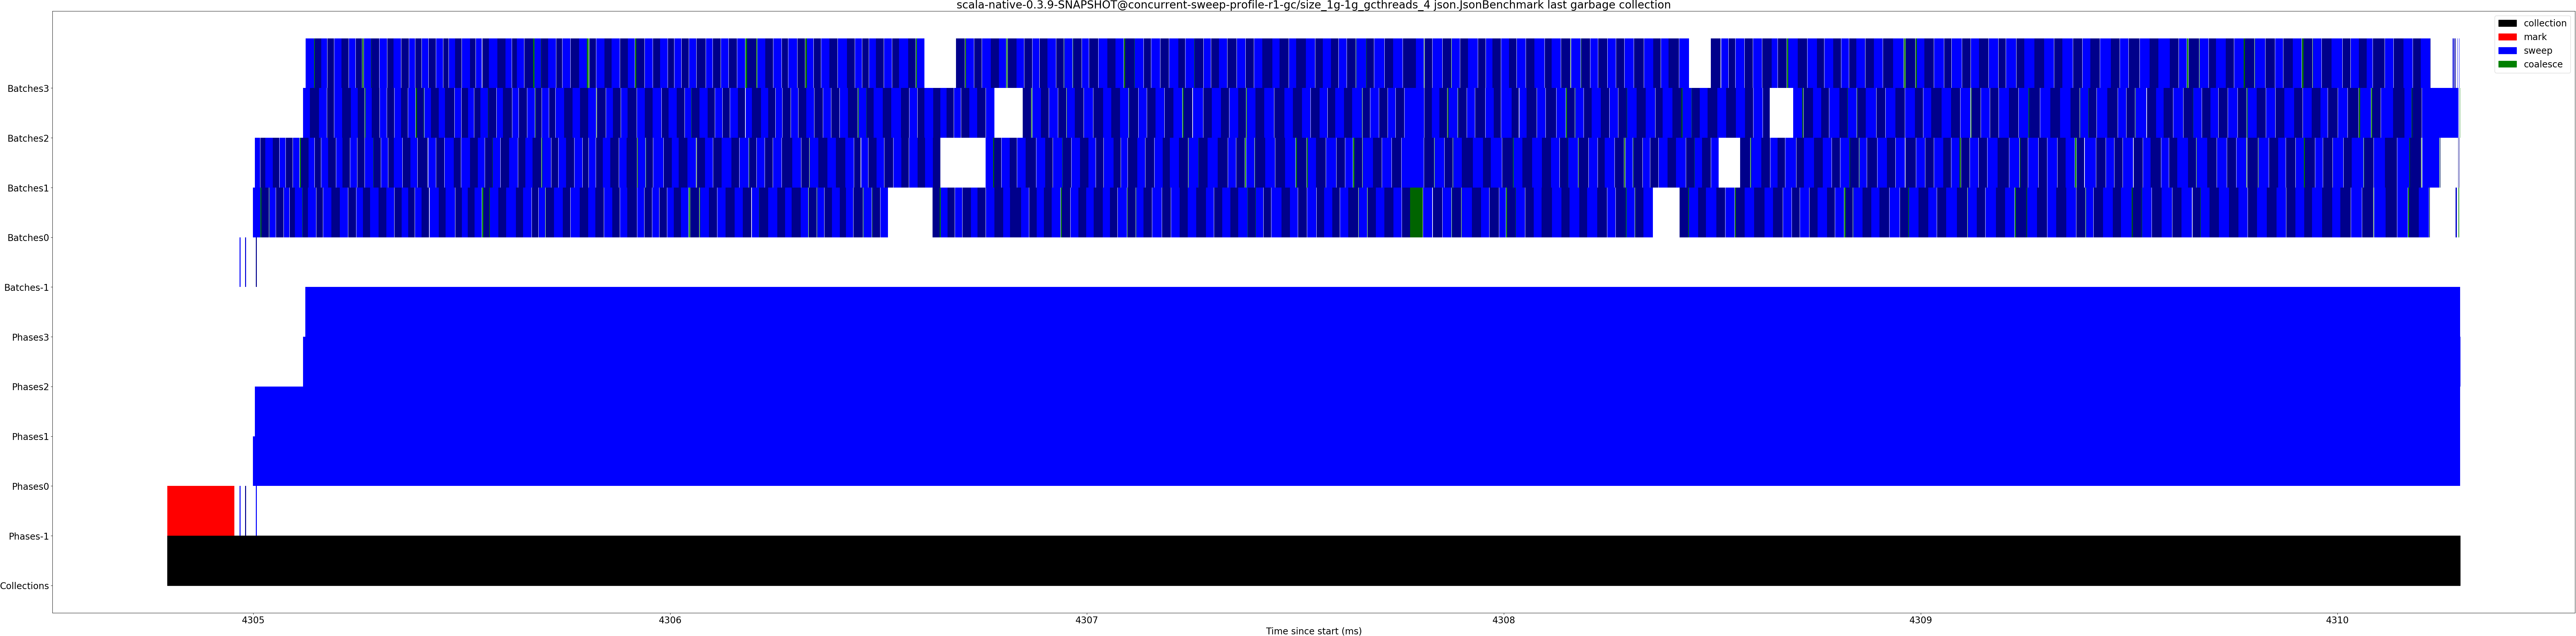 scala-native-0.3.9-SNAPSHOT@concurrent-sweep-profile-r1-gc/size_1g-1g_gcthreads_4 json.JsonBenchmark last garbage collection
collection
mark
sweep
coalesce
Batches3
Batches2
Batches1
Batches0
Batches-1
Phases3
Phases2
Phases1
Phases0
Phases-1
Collections
4305 4306 4307 4308 4309 4310
Time since start (ms)